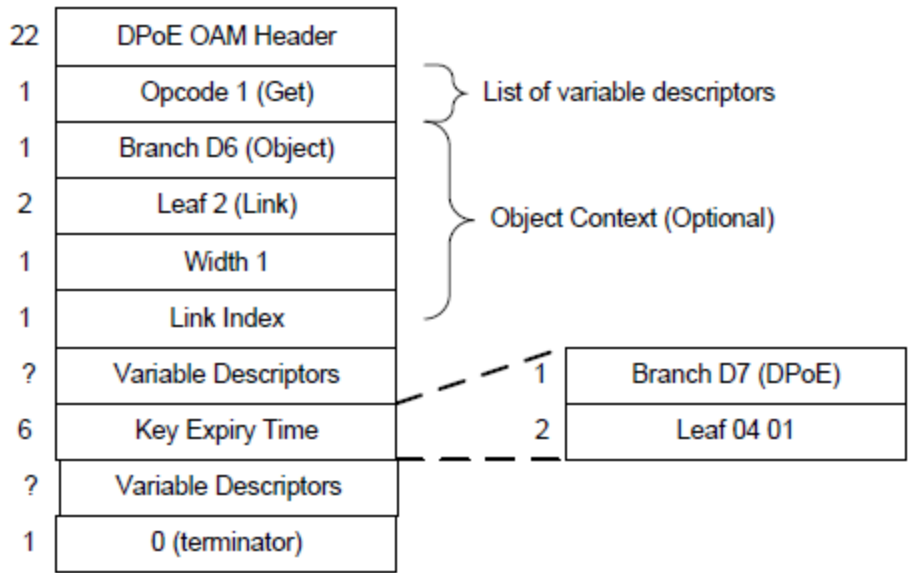 22 DPoE OAM Header
1 Opcode 1 (Get) List of variable descriptors
1 Branch D6 (Object)
2 Leaf 2 (Link) Object Context (Optional)
1 Width 1
1 Link Index
? Variable Descriptors 1 Branch D7 (DPoE)
6 Key Expiry Time 2 Leaf 04 01
? Variable Descriptors
1 0 (terminator)